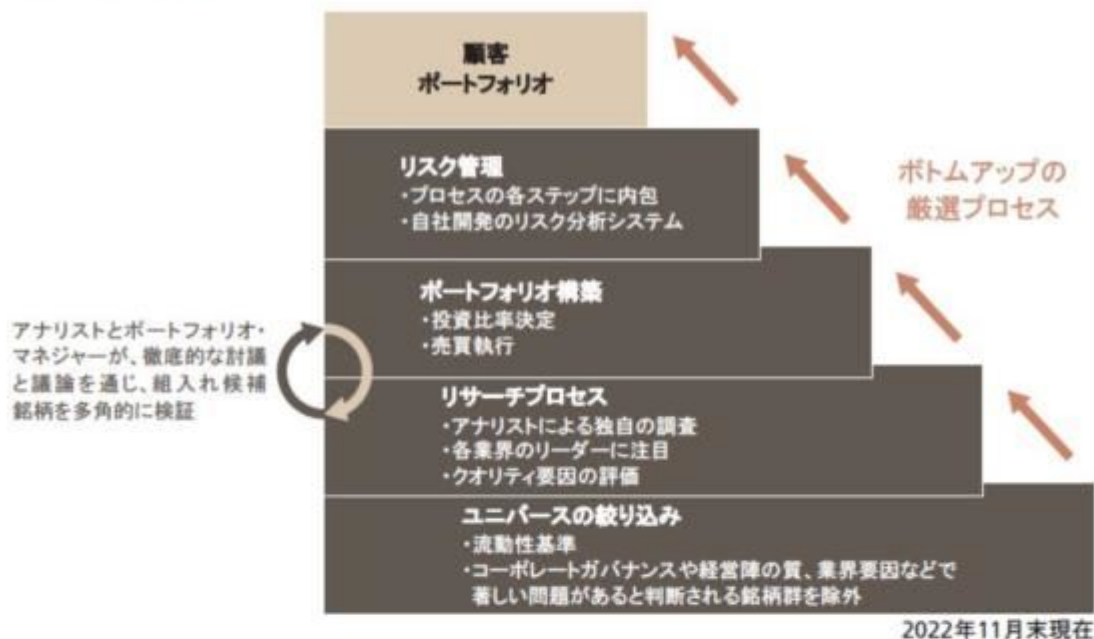 顧客
ポートフォリオ
リスク管理
・プロセスの各ステップに内包
・自社開発のリスク分析システム
ボトムアップの
厳選プロセス
ポートフォリオ構築
・投資比率決定
・売買執行
アナリストとポートフォリオ・
マネジャーが、徹底的な討議
と議論を通じ、組入れ候補
銘柄を多角的に検証
リサーチプロセス
・アナリストによる独自の調査
・各業界のリーダーに注目
・クオリティ要因の評価
ユニバースの絞り込み
・流動性基準
・コーポレートガバナンスや経営陣の質、業界要因などで
著しい問題があると判断される銘柄群を除外
2022年11月末現在